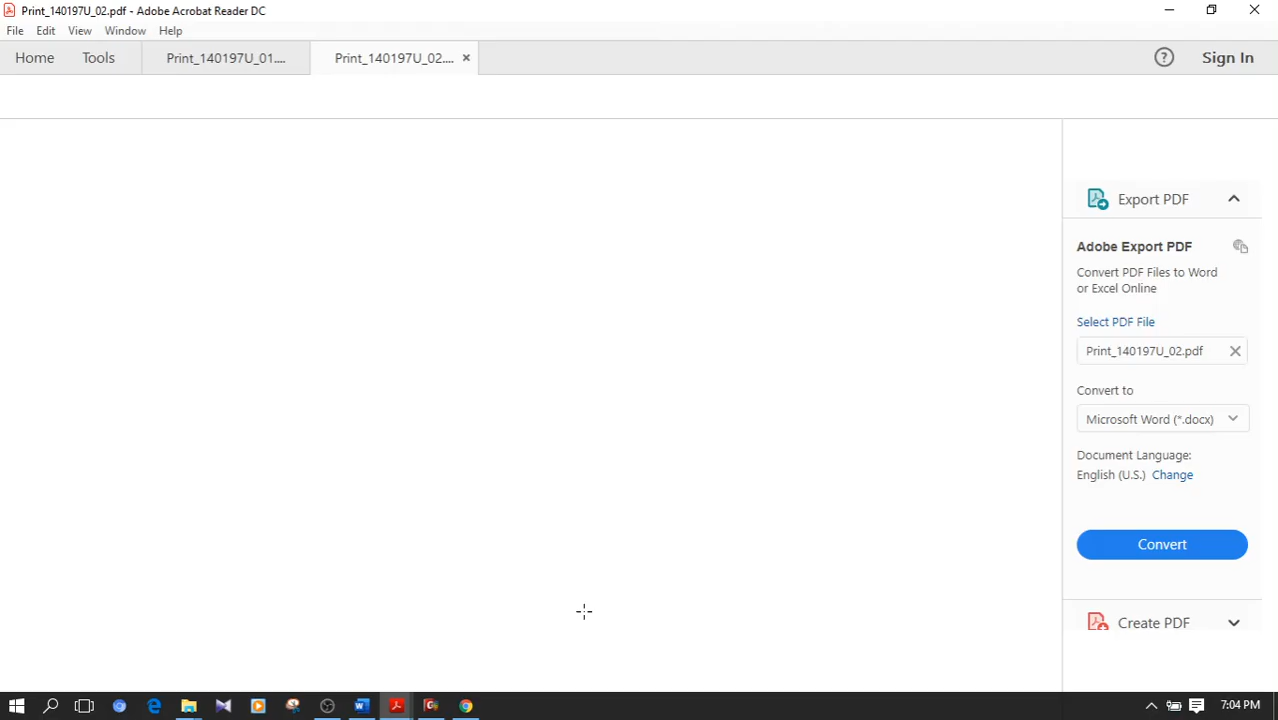 Print_140197U_02.pdf - Adobe Acrobat Reader DC
File Edit View Window Help
Home Tools Print_140197U_01.... Print_140197U_02.... Sign In
Export PDF
Adobe Export PDF
Convert PDF Files to Word
or Excel Online
Select PDF File
Print_140197U_02.pdf
Convert to
Microsoft Word (*.docx)
Document Language:
English (U.S.) Change
Convert
Create PDF
7:04 PM